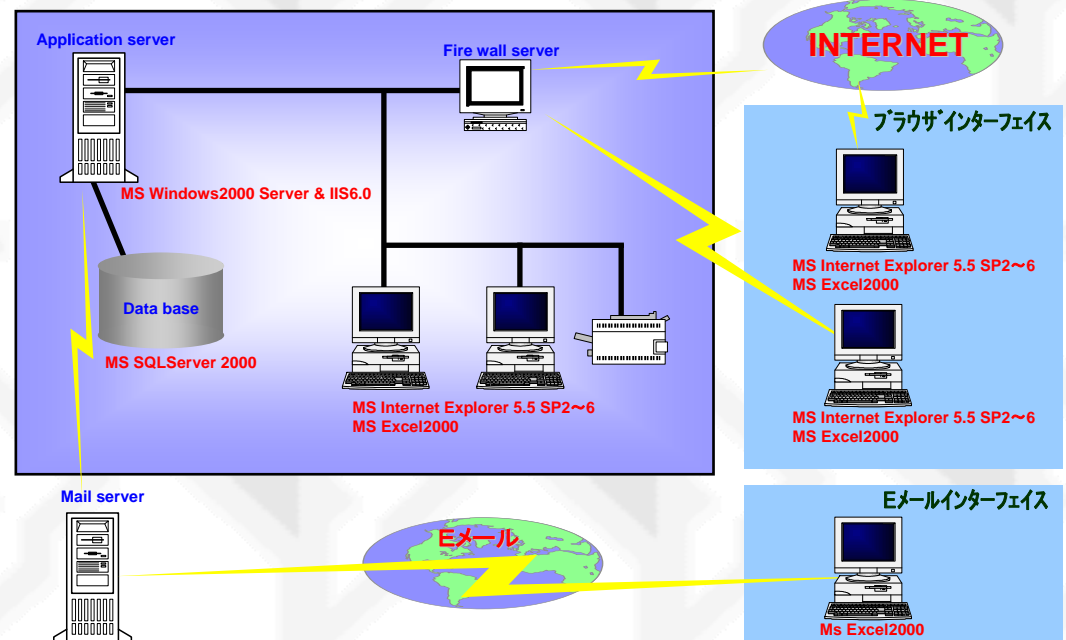 Application server
Fire wall server
INTERNET
ブラウザインターフェイス
MS Windows2000 Server & IIS6.0
MS Internet Explorer 5.5 SP2～6
MS Excel2000
Data base
MS SQLServer 2000
MS Internet Explorer 5.5 SP2～6
MS Excel2000
MS Internet Explorer 5.5 SP2～6
MS Excel2000
Mail server
Eメール
Eメールインターフェイス
Ms Excel2000